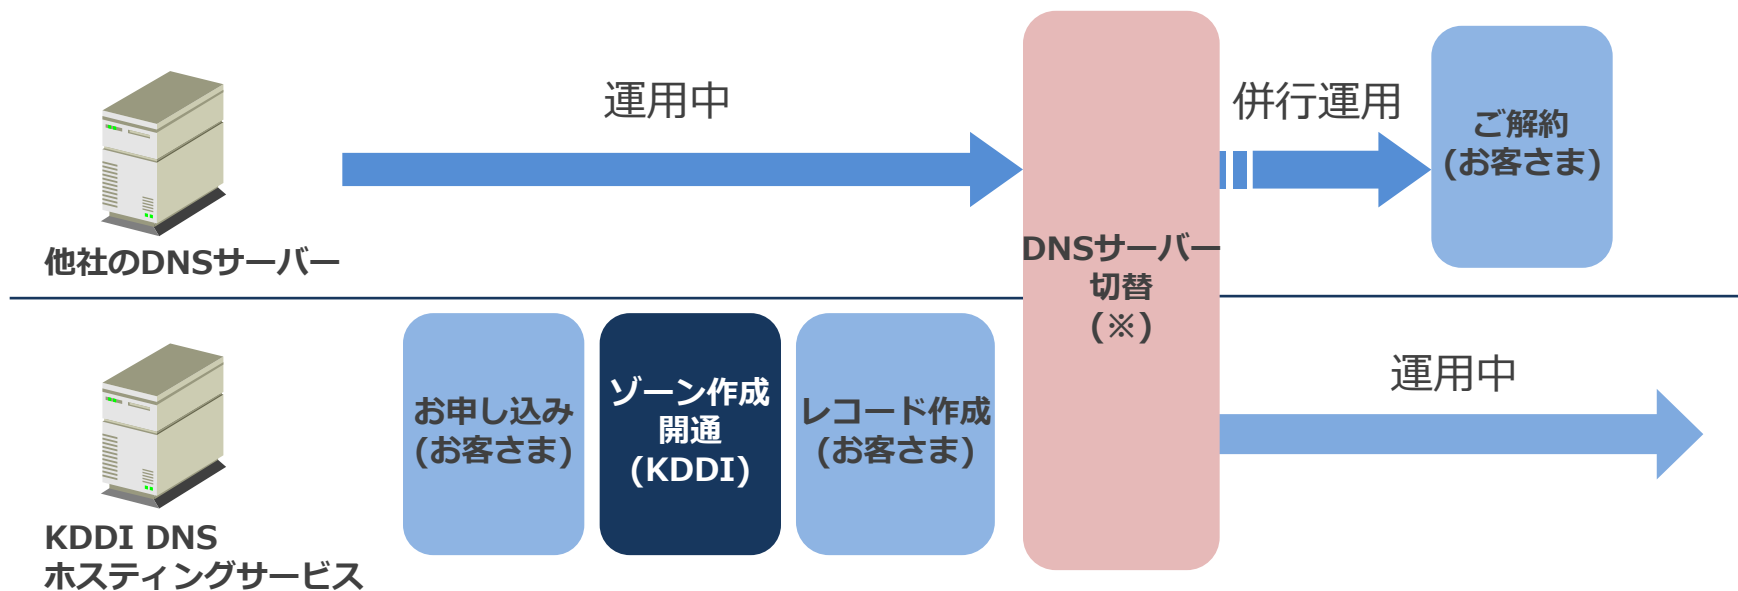 運用中
併行運用
ご解約
(お客さま)
他社のDNSサーバー
DNSサーバー
切替
(※)
お申し込み
(お客さま)
ゾーン作成
開通
(KDDI)
レコード作成
(お客さま)
運用中
KDDI DNS
ホスティングサービス